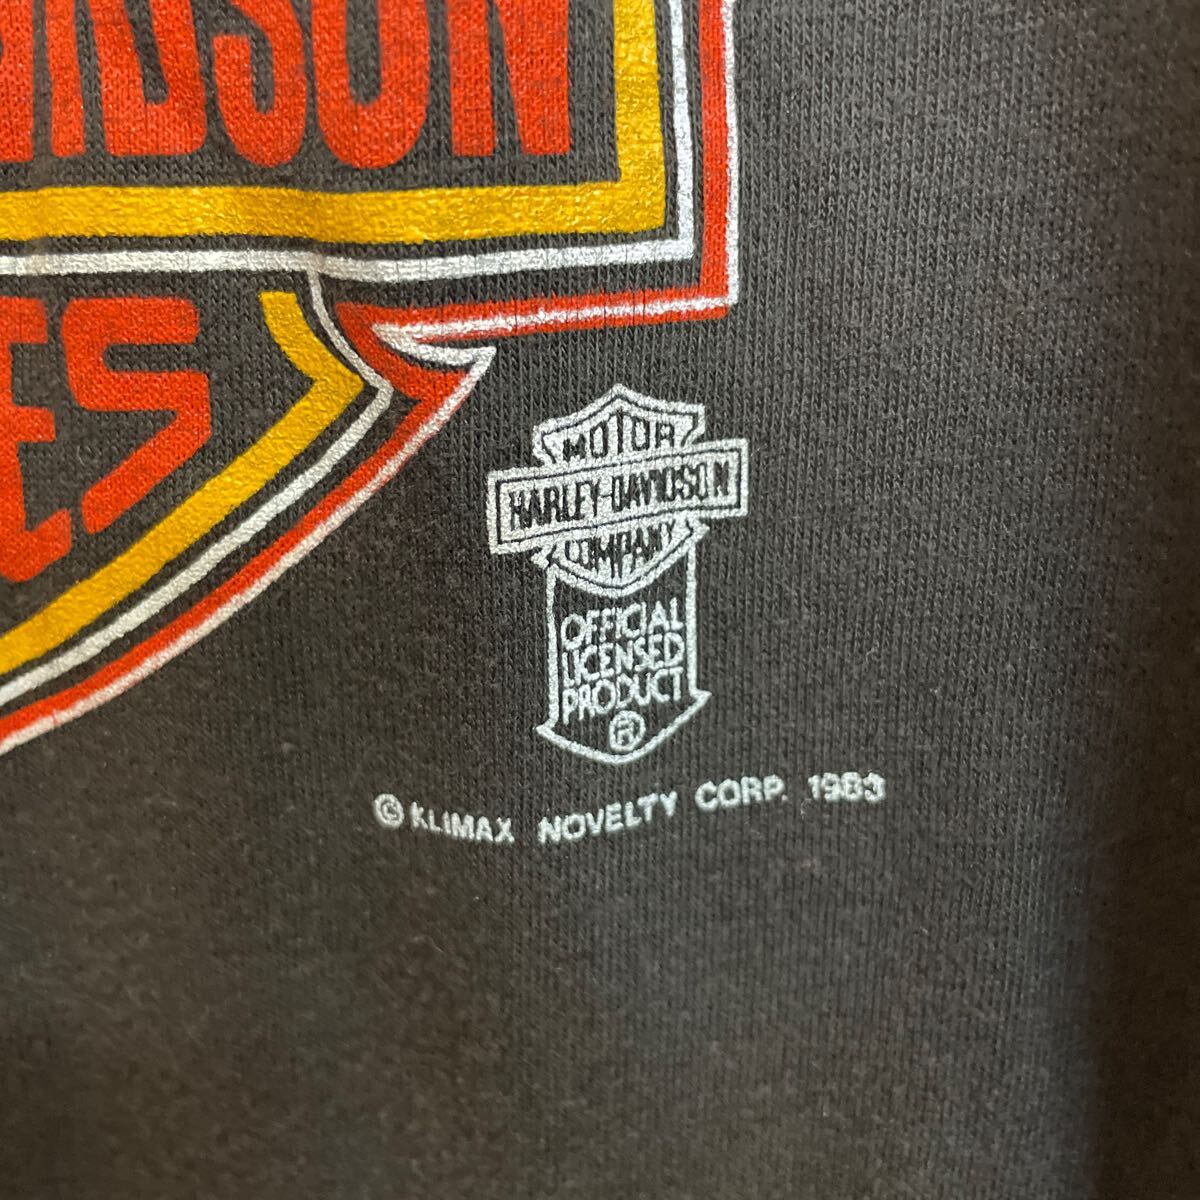 MOTOR
HARLEY-DAVIDSON
COMPANY
OFFICIAL
LICENSED
PRODUCT
®
© KLIMAX NOVELTY CORP. 1983